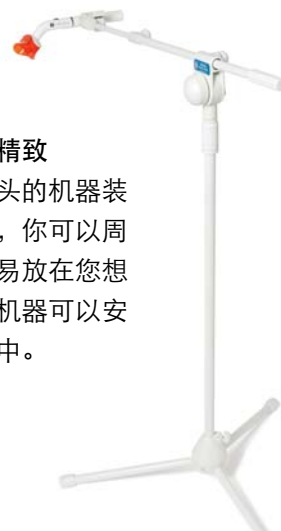 精致
头的机器装
，你可以周
易放在您想
机器可以安
中。